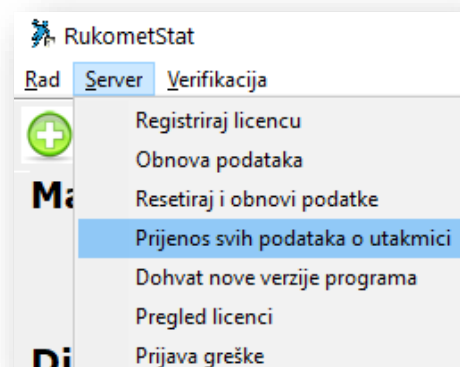 RukometStat
Rad Server Verifikacija
Registriraj licencu
Obnova podataka
Resetiraj i obnovi podatke
Prijenos svih podataka o utakmici
Dohvat nove verzije programa
Pregled licenci
Prijava greške